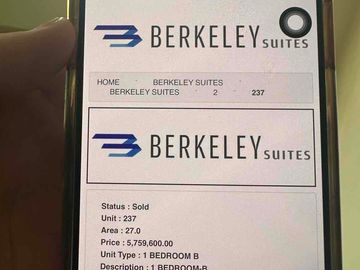 BERKELEY SUITES
HOME BERKELEY SUITES
BERKELEY SUITES 2 237
BERKELEY SUITES
Status : Sold
Unit : 237
Area : 27.0
Price : 5,759,600.00
Unit Type : 1 BEDROOM B
Description : 1 BEDROOM-B